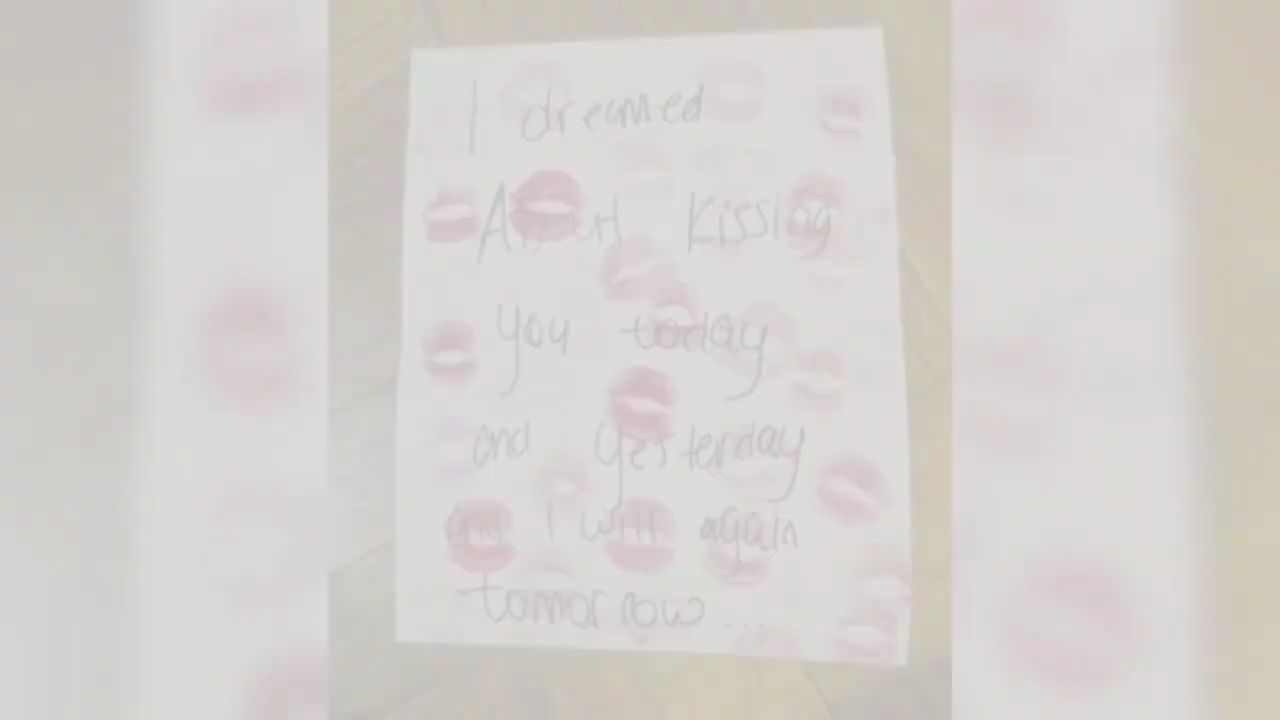 I dreamed
About Kissing
you today
and yesterday
and I will again
tomorrow...